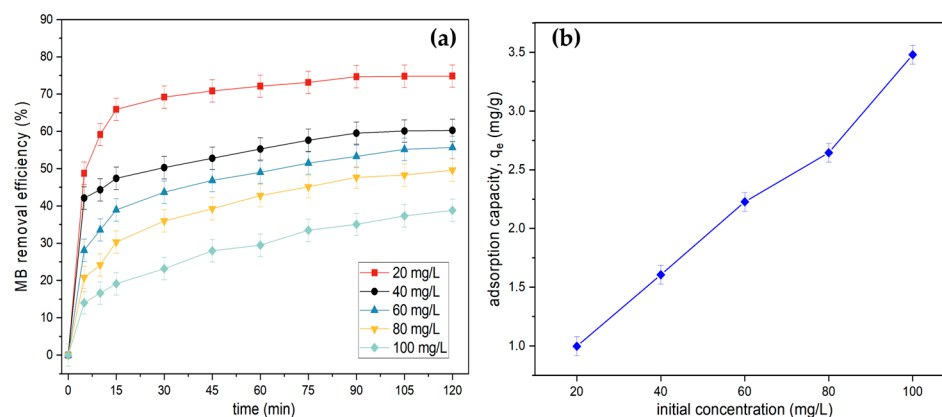 (a)
MB removal efficiency (%)
90
80
70
60
50
40
30
20
10
0
0
5
10
15
30
45
60
75
90
105
120
time (min)
20 mg/L
40 mg/L
60 mg/L
80 mg/L
100 mg/L
(b)
adsorption capacity, qe (mg/g)
3.5
3.0
2.5
2.0
1.5
1.0
20
40
60
80
100
initial concentration (mg/L)